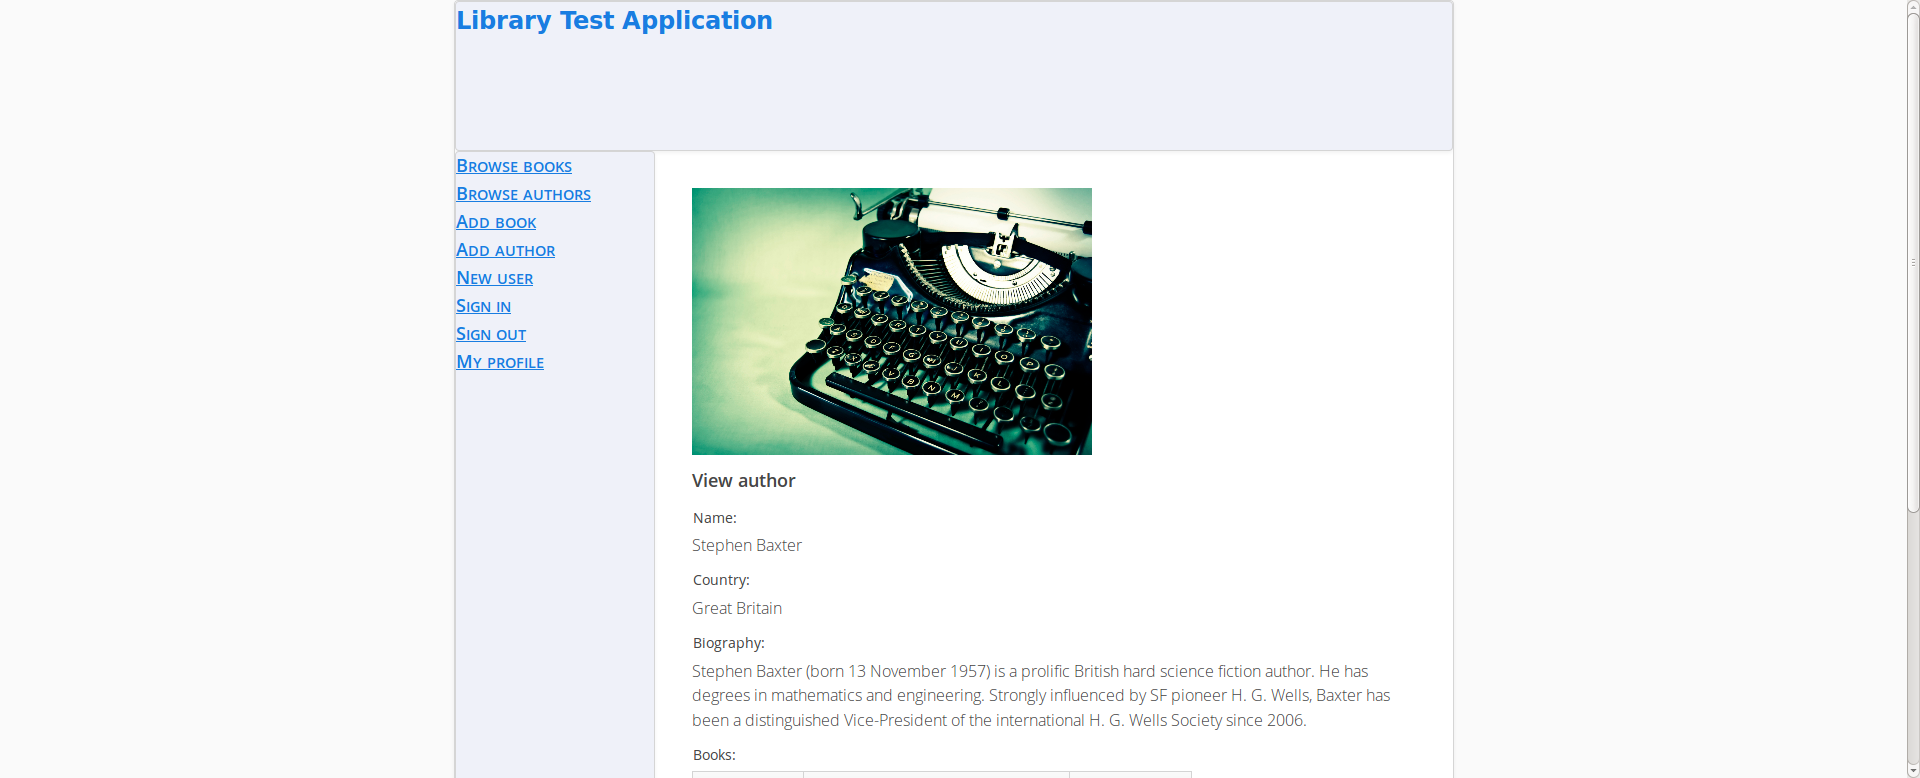 Library Test Application
Browse books
Browse authors
Add book
Add author
New user
Sign in
Sign out
My profile
View author
Name:
Stephen Baxter
Country:
Great Britain
Biography:
Stephen Baxter (born 13 November 1957) is a prolific British hard science fiction author. He has
degrees in mathematics and engineering. Strongly influenced by SF pioneer H. G. Wells, Baxter has
been a distinguished Vice-President of the international H. G. Wells Society since 2006.
Books: